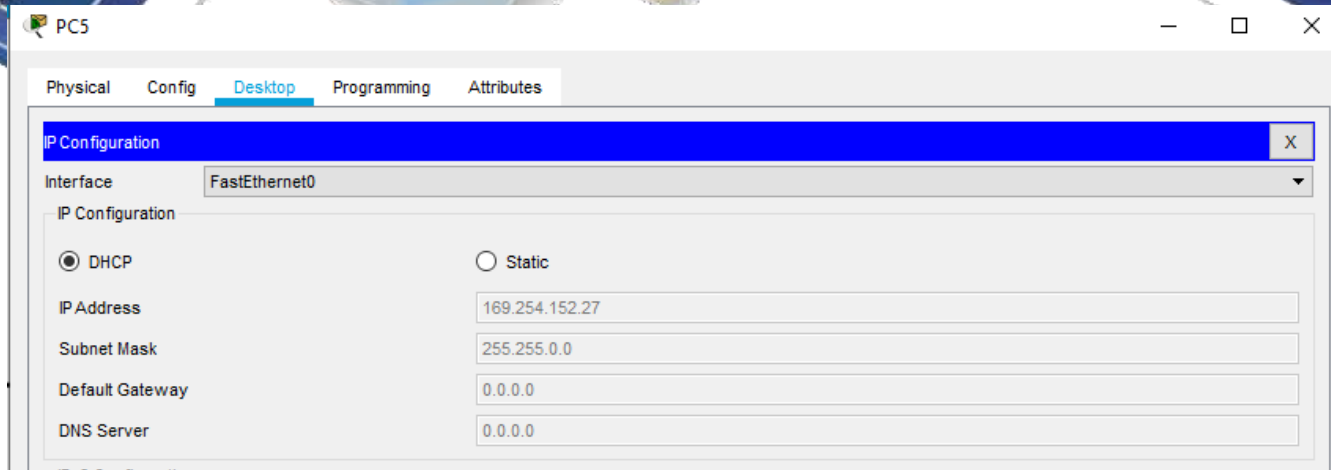 PC5
Physical Config Desktop Programming Attributes
IP Configuration X
Interface FastEthernet0
IP Configuration
DHCP Static
IP Address 169.254.152.27
Subnet Mask 255.255.0.0
Default Gateway 0.0.0.0
DNS Server 0.0.0.0